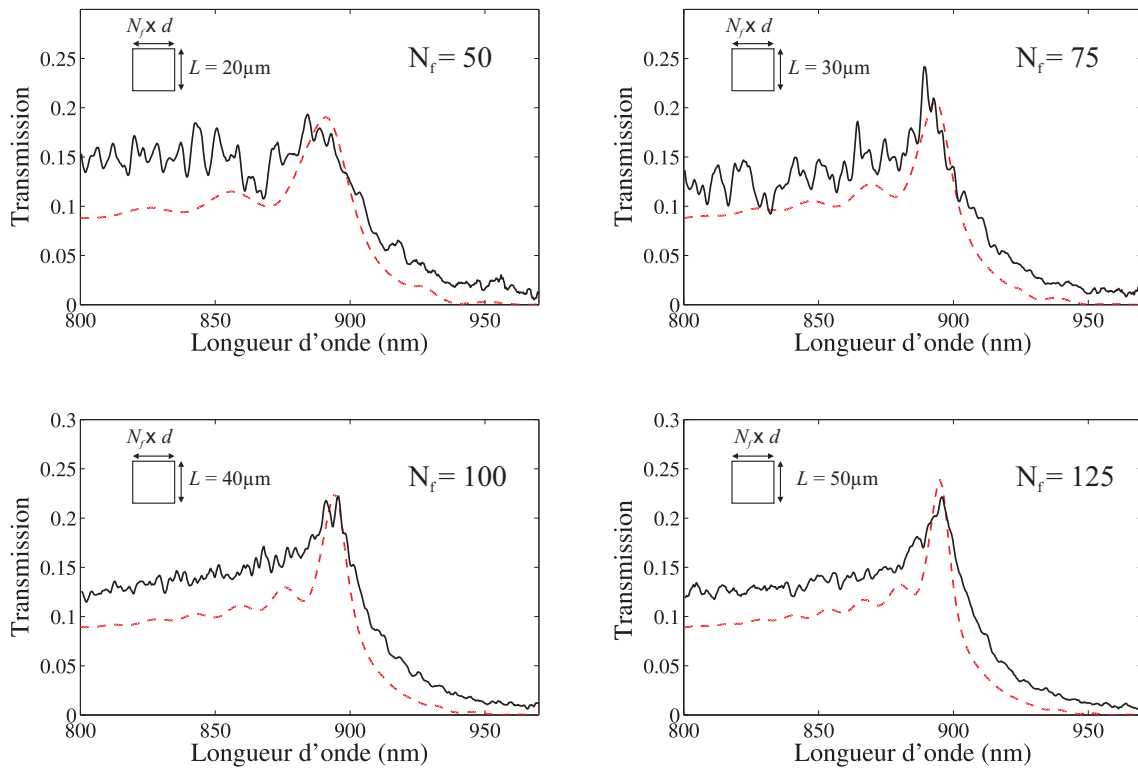 N_f x d
L = 20µm
N_f = 50
Transmission
0.25
0.2
0.15
0.1
0.05
0
800 850 900 950
Longueur d’onde (nm)
N_f x d
L = 30µm
N_f = 75
Transmission
0.25
0.2
0.15
0.1
0.05
0
800 850 900 950
Longueur d’onde (nm)
N_f x d
L = 40µm
N_f = 100
Transmission
0.3
0.25
0.2
0.15
0.1
0.05
0
800 850 900 950
Longueur d’onde (nm)
N_f x d
L = 50µm
N_f = 125
Transmission
0.3
0.25
0.2
0.15
0.1
0.05
0
800 850 900 950
Longueur d’onde (nm)